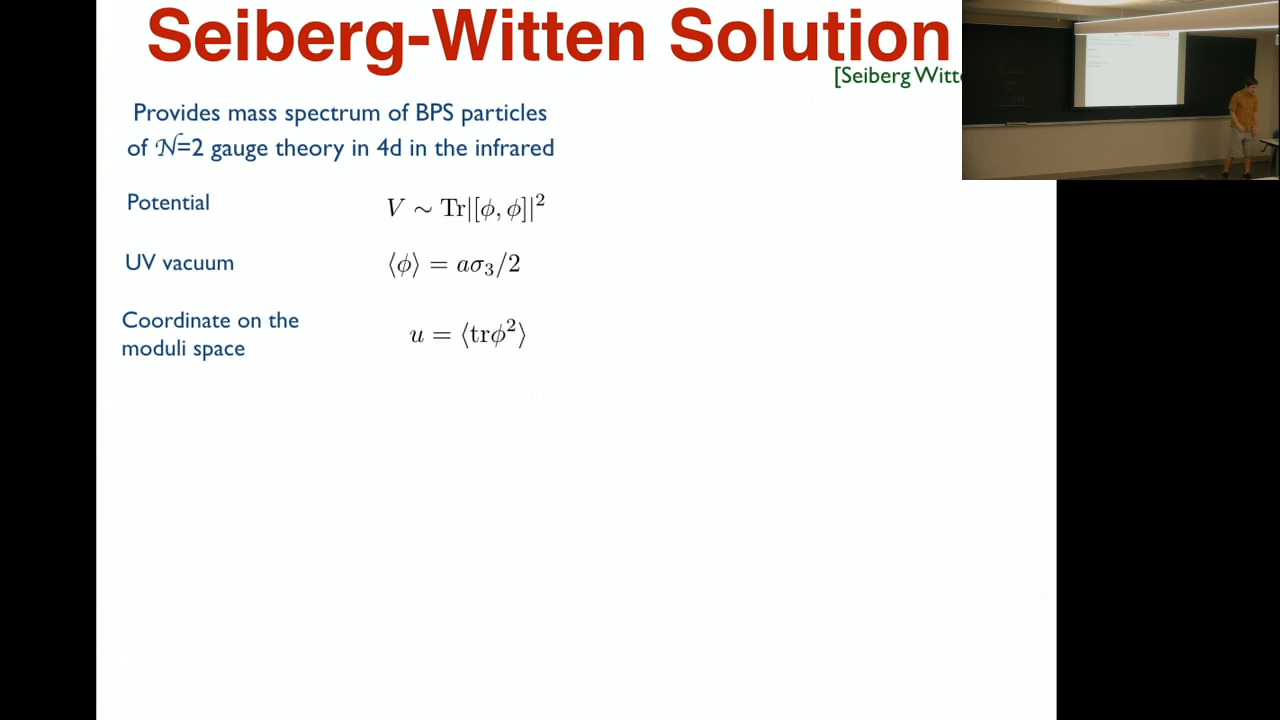 Seiberg-Witten Solution
[Seiberg Witte
Provides mass spectrum of BPS particles
of 𝒩=2 gauge theory in 4d in the infrared
Potential V ∼ Tr|[ϕ, ϕ]|²
UV vacuum ⟨ϕ⟩ = aσ₃/2
Coordinate on the
moduli space u = ⟨trϕ²⟩